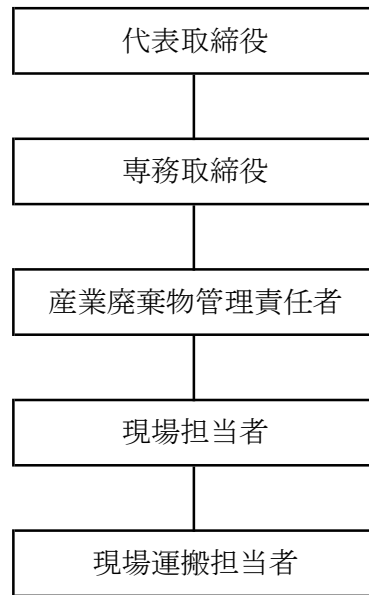 代表取締役
専務取締役
産業廃棄物管理責任者
現場担当者
現場運搬担当者